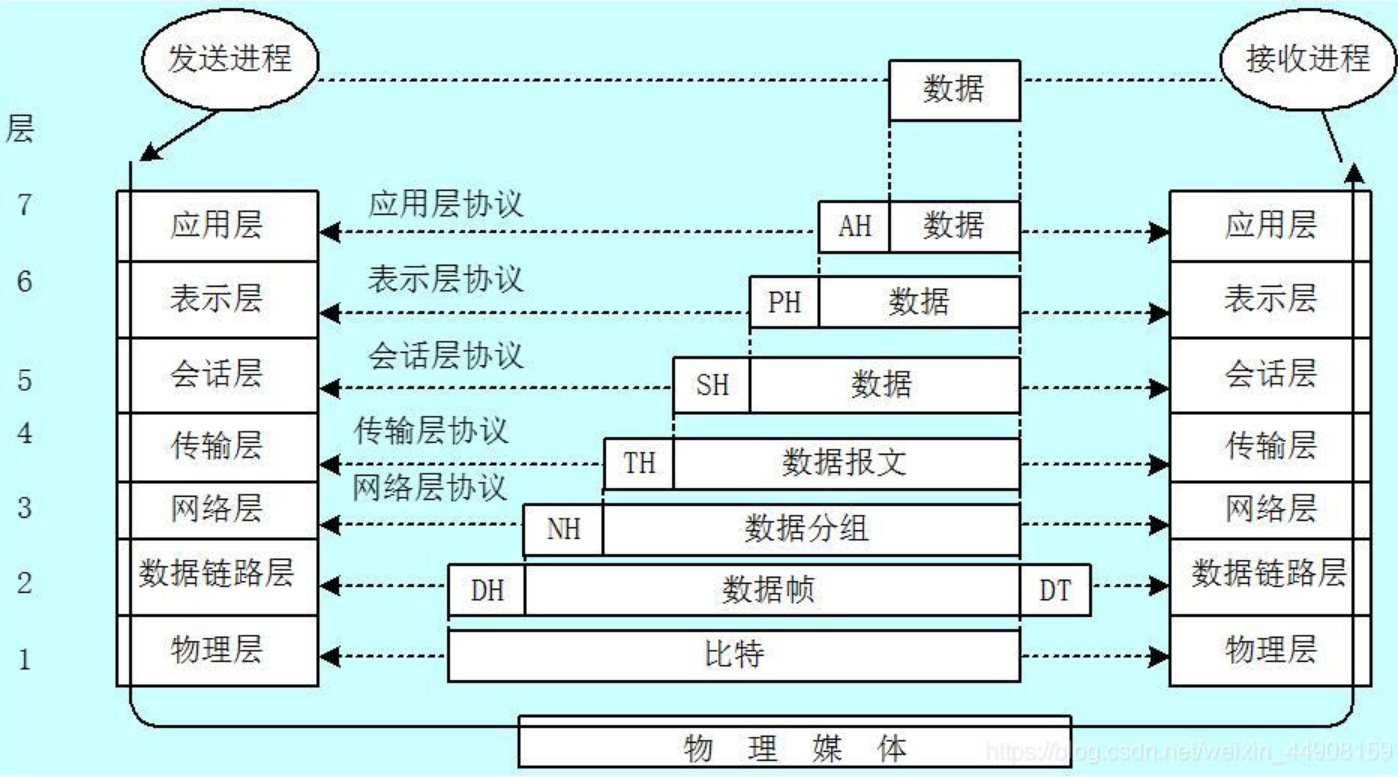 发送进程
数据
接收进程
层
7
应用层
应用层协议
AH
数据
应用层
6
表示层
表示层协议
PH
数据
表示层
5
会话层
会话层协议
SH
数据
会话层
4
传输层
传输层协议
TH
数据报文
传输层
3
网络层
网络层协议
NH
数据分组
网络层
2
数据链路层
DH
数据帧
DT
数据链路层
1
物理层
比特
物理层
物 理 媒 体
https://blog.csdn.net/weixin_44908159